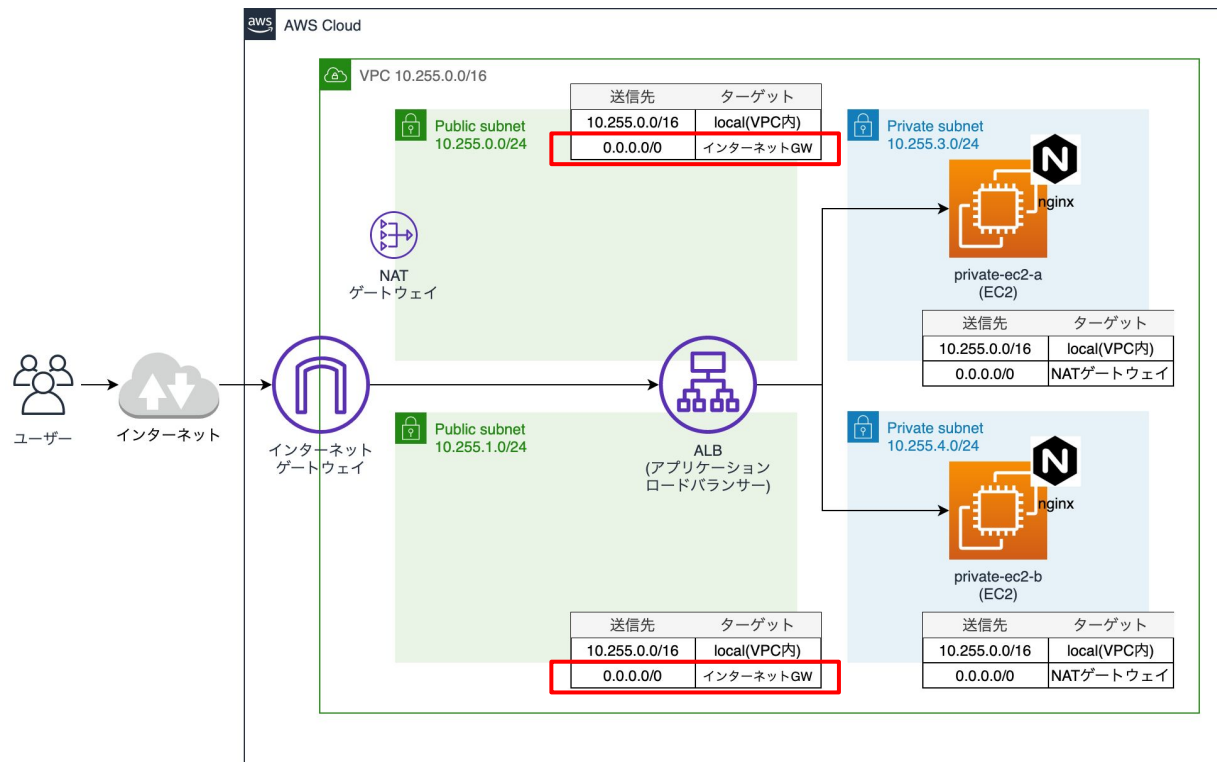 aws
AWS Cloud
VPC 10.255.0.0/16
送信先 ターゲット
10.255.0.0/16 local(VPC内)
0.0.0.0/0 インターネットGW
Public subnet
10.255.0.0/24
Private subnet
10.255.3.0/24
N
nginx
NAT
ゲートウェイ
private-ec2-a
(EC2)
送信先 ターゲット
10.255.0.0/16 local(VPC内)
0.0.0.0/0 NATゲートウェイ
ユーザー
インターネット
インターネット
ゲートウェイ
Public subnet
10.255.1.0/24
ALB
(アプリケーション
ロードバランサー)
Private subnet
10.255.4.0/24
N
nginx
private-ec2-b
(EC2)
送信先 ターゲット
10.255.0.0/16 local(VPC内)
0.0.0.0/0 インターネットGW
送信先 ターゲット
10.255.0.0/16 local(VPC内)
0.0.0.0/0 NATゲートウェイ